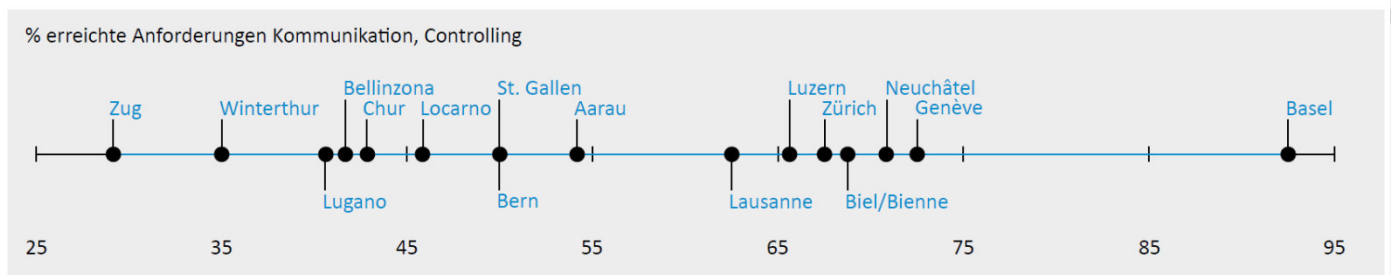 % erreichte Anforderungen Kommunikation, Controlling
Bellinzona St. Gallen Luzern Neuchâtel
Zug Winterthur Chur Locarno Aarau Zürich Genève Basel
Lugano Bern Lausanne Biel/Bienne
25 35 45 55 65 75 85 95